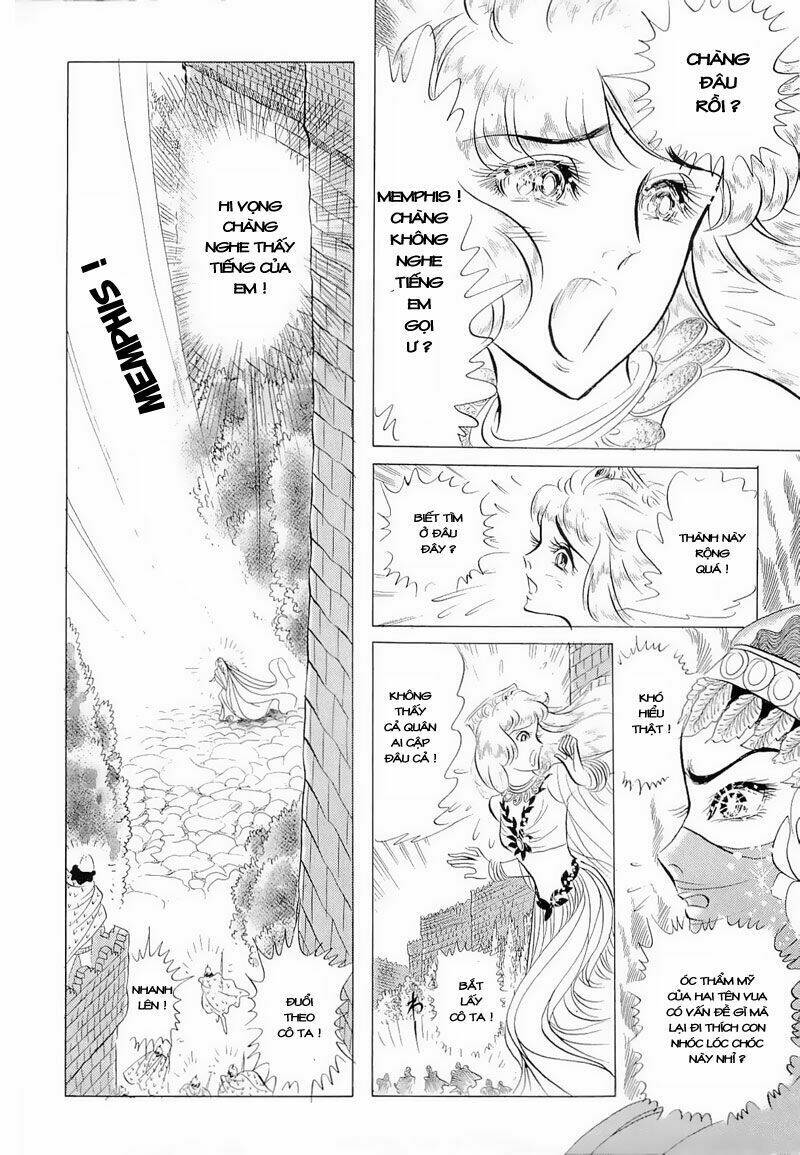 CHÀNG
ĐÂU
RỒI ?
MEMPHIS !
CHÀNG
KHÔNG
NGHE
TIẾNG
EM
GỌI
Ư ?
THÀNH NÀY
RỘNG
QUÁ !
BIẾT TÌM
Ở ĐÂU
ĐÂY ?
KHÓ
HIỂU
THẬT !
ÓC THẨM MỸ
CỦA HAI TÊN VUA
CÓ VẤN ĐỀ GÌ MÀ
LẠI ĐI THÍCH CON
NHÓC LÓC CHÓC
NÀY NHỈ ?
KHÔNG
THẤY
CẢ QUÂN
AI CẬP
ĐÂU CẢ !
BẮT
LẤY
CÔ TA !
わ
HI VỌNG
CHÀNG
NGHE THẤY
TIẾNG CỦA
EM !
MEMPHIS !
ĐUỔI
THEO
CÔ TA !
NHANH
LÊN !